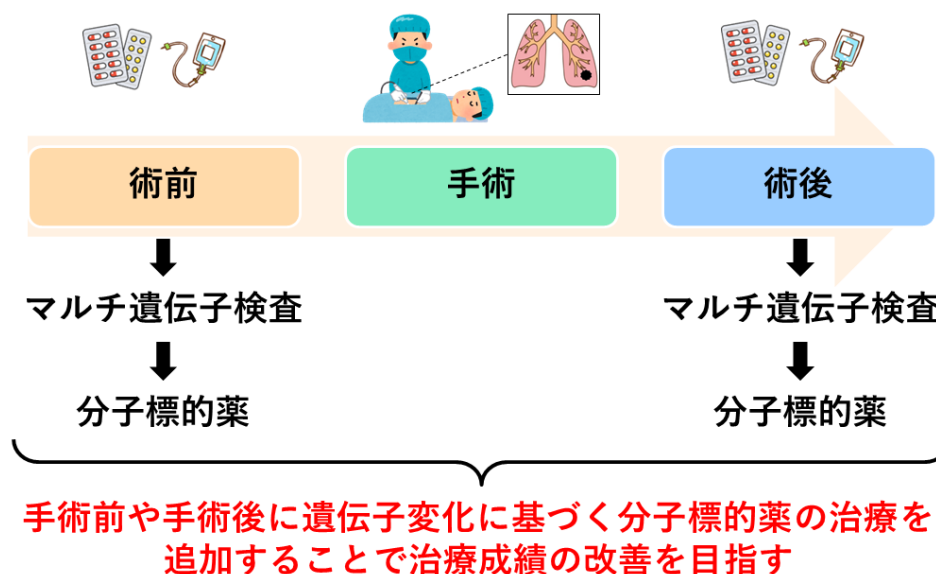 術前
手術
術後
マルチ遺伝子検査
マルチ遺伝子検査
分子標的薬
分子標的薬
手術前や手術後に遺伝子変化に基づく分子標的薬の治療を
追加することで治療成績の改善を目指す